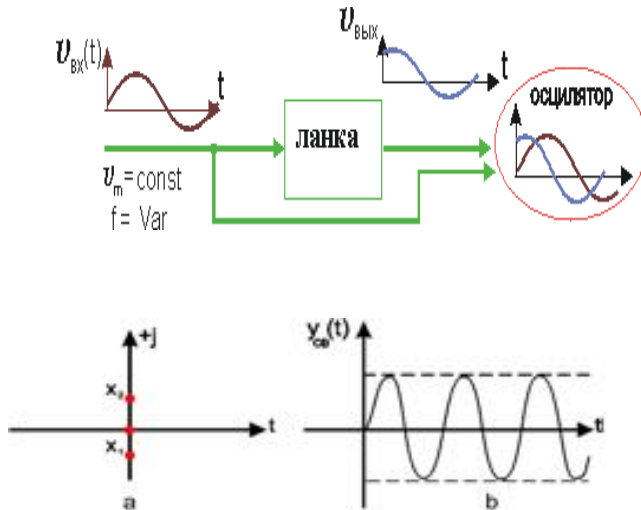 υвых
υвх(t)
t
t
осцилятор
ланка
υm=const
f = Var
+j
yсв(t)
x2
t
t
x1
a
b